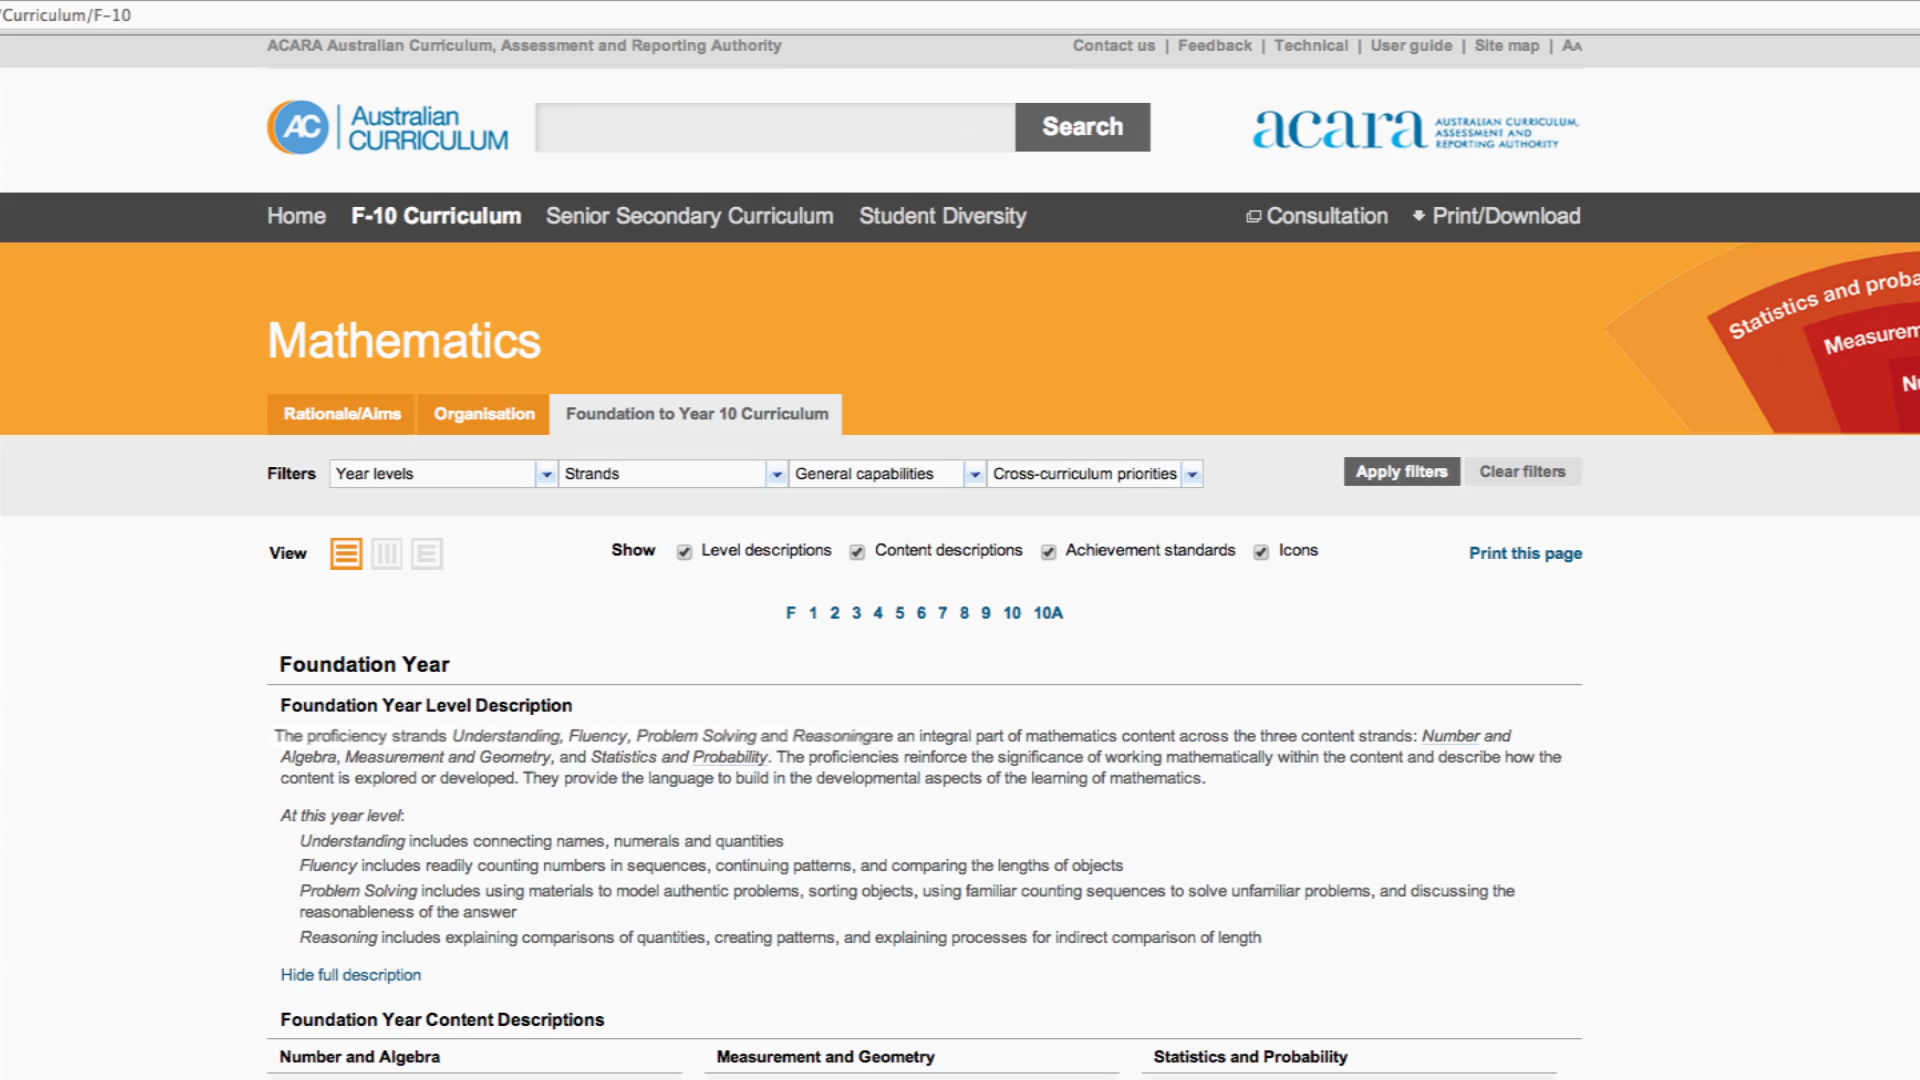 /Curriculum/F-10
ACARA Australian Curriculum, Assessment and Reporting Authority
Contact us | Feedback | Technical | User guide | Site map | AA
AC Australian CURRICULUM
Search
acara AUSTRALIAN CURRICULUM, ASSESSMENT AND REPORTING AUTHORITY
Home F-10 Curriculum Senior Secondary Curriculum Student Diversity Consultation Print/Download
Statistics and proba
Measurem
Nu
Mathematics
Rationale/Aims Organisation Foundation to Year 10 Curriculum
Filters Year levels Strands General capabilities Cross-curriculum priorities Apply filters Clear filters
View Show Level descriptions Content descriptions Achievement standards Icons Print this page
F 1 2 3 4 5 6 7 8 9 10 10A
Foundation Year
Foundation Year Level Description
The proficiency strands Understanding, Fluency, Problem Solving and Reasoningare an integral part of mathematics content across the three content strands: Number and
Algebra, Measurement and Geometry, and Statistics and Probability. The proficiencies reinforce the significance of working mathematically within the content and describe how the
content is explored or developed. They provide the language to build in the developmental aspects of the learning of mathematics.
At this year level:
Understanding includes connecting names, numerals and quantities
Fluency includes readily counting numbers in sequences, continuing patterns, and comparing the lengths of objects
Problem Solving includes using materials to model authentic problems, sorting objects, using familiar counting sequences to solve unfamiliar problems, and discussing the
reasonableness of the answer
Reasoning includes explaining comparisons of quantities, creating patterns, and explaining processes for indirect comparison of length
Hide full description
Foundation Year Content Descriptions
Number and Algebra Measurement and Geometry Statistics and Probability